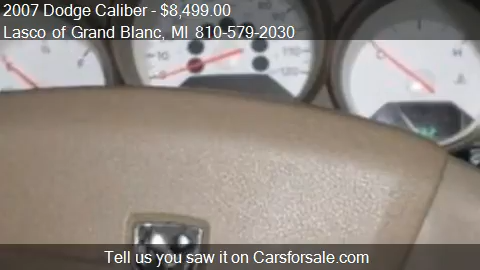 2007 Dodge Caliber - $8,499.00
Lasco of Grand Blanc, MI 810-579-2030
120
Tell us you saw it on Carsforsale.com